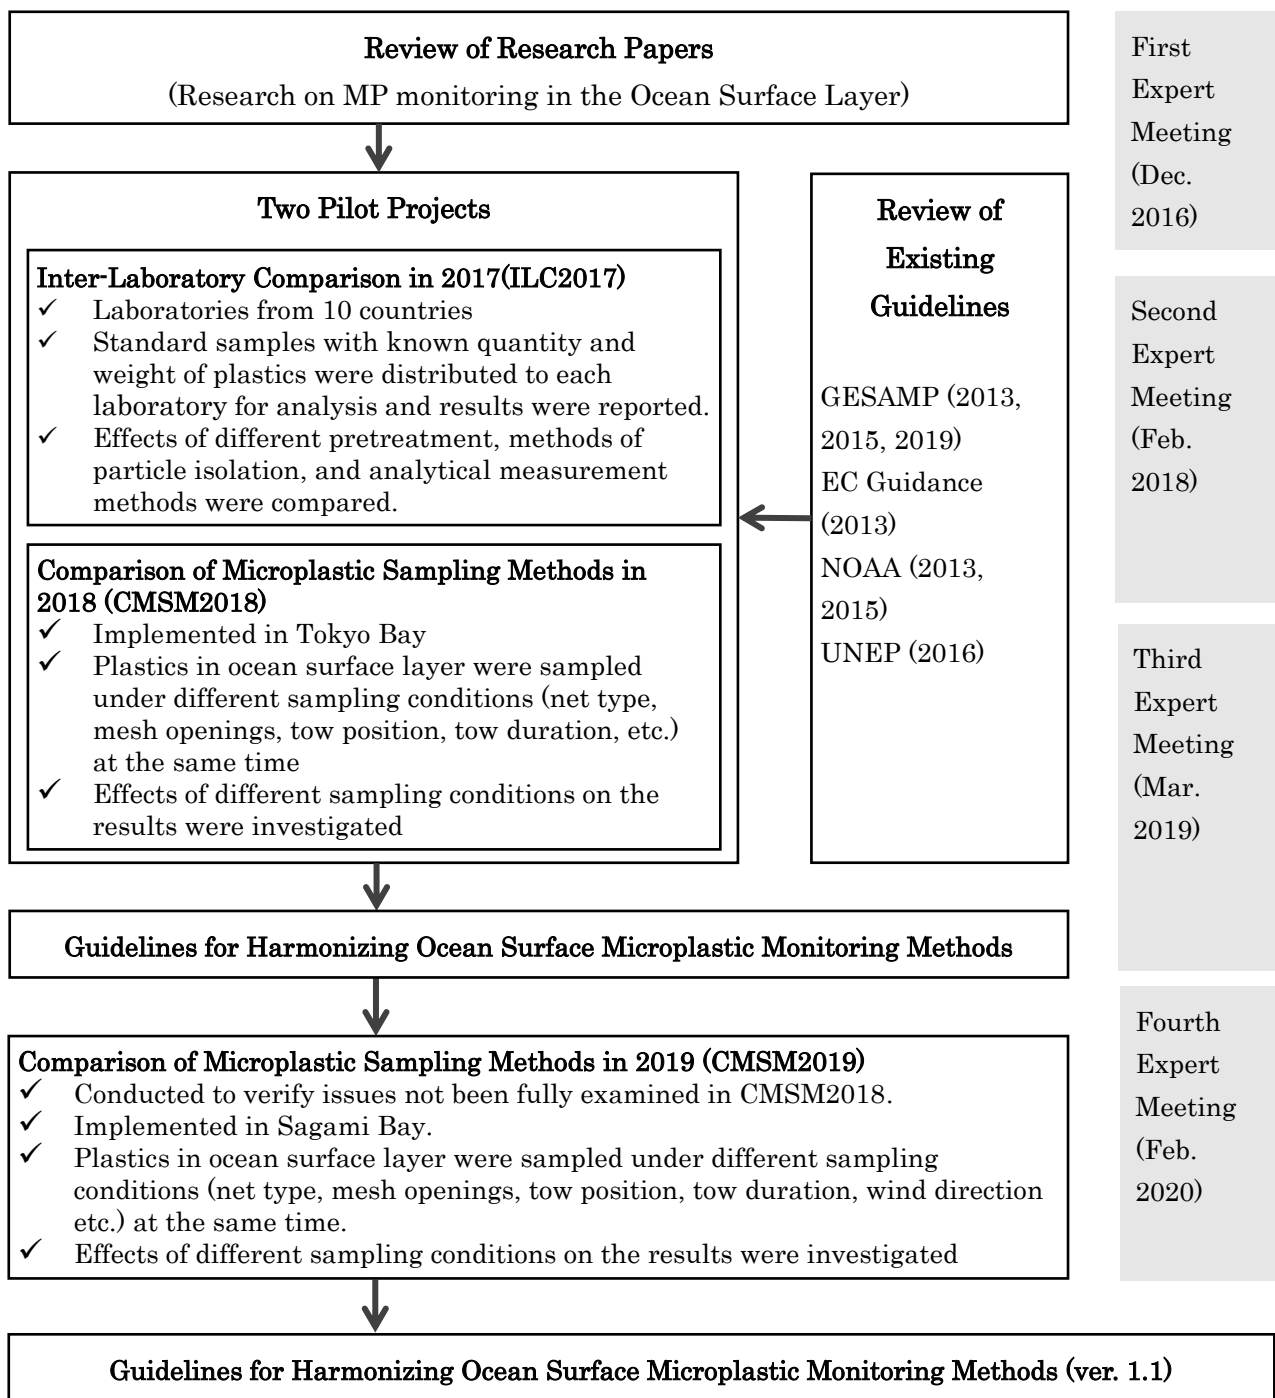 Review of Research Papers
(Research on MP monitoring in the Ocean Surface Layer)
Two Pilot Projects
Inter-Laboratory Comparison in 2017(ILC2017)
✓ Laboratories from 10 countries
✓ Standard samples with known quantity and
weight of plastics were distributed to each
laboratory for analysis and results were reported.
✓ Effects of different pretreatment, methods of
particle isolation, and analytical measurement
methods were compared.
Comparison of Microplastic Sampling Methods in
2018 (CMSM2018)
✓ Implemented in Tokyo Bay
✓ Plastics in ocean surface layer were sampled
under different sampling conditions (net type,
mesh openings, tow position, tow duration, etc.)
at the same time
✓ Effects of different sampling conditions on the
results were investigated
Review of
Existing
Guidelines
GESAMP (2013,
2015, 2019)
EC Guidance
(2013)
NOAA (2013,
2015)
UNEP (2016)
Guidelines for Harmonizing Ocean Surface Microplastic Monitoring Methods
Comparison of Microplastic Sampling Methods in 2019 (CMSM2019)
✓ Conducted to verify issues not been fully examined in CMSM2018.
✓ Implemented in Sagami Bay.
✓ Plastics in ocean surface layer were sampled under different sampling
conditions (net type, mesh openings, tow position, tow duration, wind direction
etc.) at the same time.
✓ Effects of different sampling conditions on the results were investigated
Guidelines for Harmonizing Ocean Surface Microplastic Monitoring Methods (ver. 1.1)
First
Expert
Meeting
(Dec.
2016)
Second
Expert
Meeting
(Feb.
2018)
Third
Expert
Meeting
(Mar.
2019)
Fourth
Expert
Meeting
(Feb.
2020)